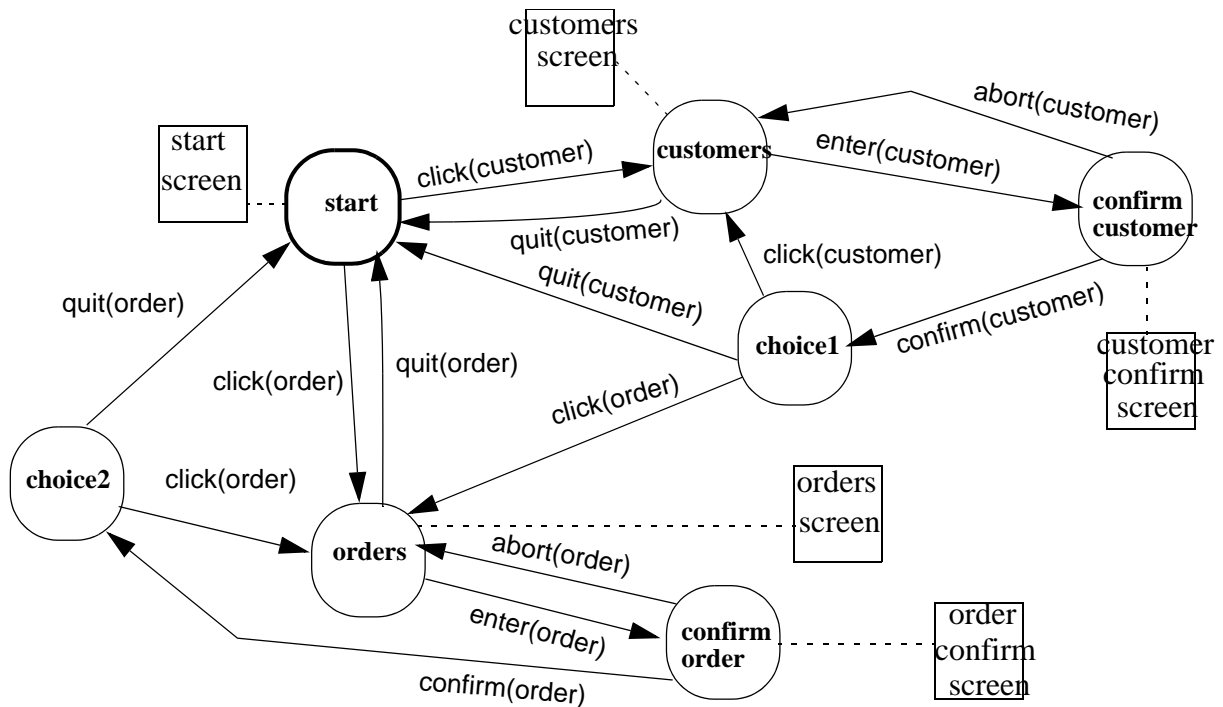 customers
screen
abort(customer)
start
screen
click(customer)
customers
enter(customer)
start
confirm
customer
quit(customer)
click(customer)
quit(customer)
quit(order)
confirm(customer)
choice1
customer
confirm
screen
quit(order)
click(order)
click(order)
choice2
click(order)
orders
screen
orders
abort(order)
enter(order)
confirm
order
order
confirm
screen
confirm(order)